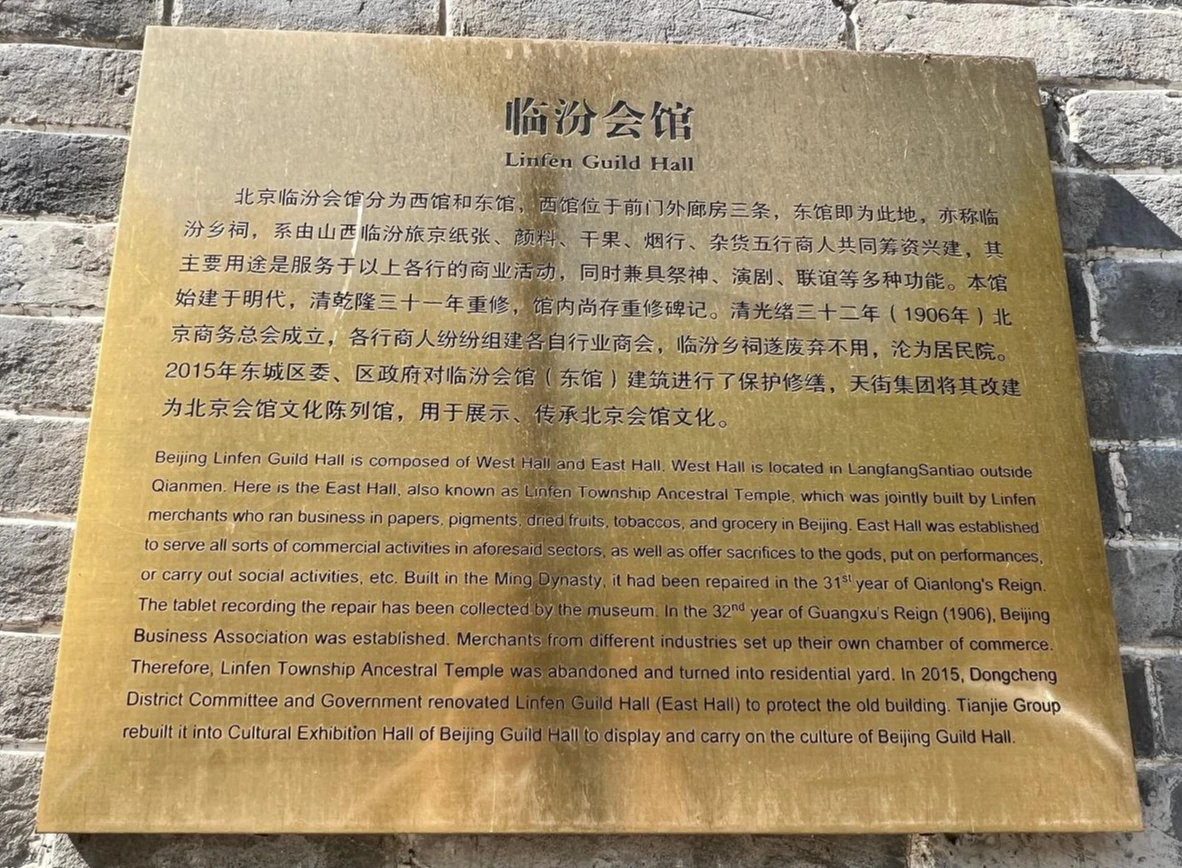 临汾会馆
Linfen Guild Hall
北京临汾会馆分为西馆和东馆，西馆位于前门外廊房三条，东馆即为此地，亦称临
汾乡祠，系由山西临汾旅京纸张、颜料、干果、烟行、杂货五行商人共同筹资兴建，其
主要用途是服务于以上各行的商业活动，同时兼具祭神、演剧、联谊等多种功能。本馆
始建于明代，清乾隆三十一年重修，馆内尚存重修碑记。清光绪三十二年（1906年）北
京商务总会成立，各行商人纷纷组建各自行业商会，临汾乡祠遂废弃不用，沦为居民院。
2015年东城区委、区政府对临汾会馆（东馆）建筑进行了保护修缮，天街集团将其改建
为北京会馆文化陈列馆，用于展示、传承北京会馆文化。
Beijing Linfen Guild Hall is composed of West Hall and East Hall. West Hall is located in LangfangSantiao outside
Qianmen. Here is the East Hall, also known as Linfen Township Ancestral Temple, which was jointly built by Linfen
merchants who ran business in papers, pigments, dried fruits, tobaccos, and grocery in Beijing. East Hall was established
to serve all sorts of commercial activities in aforesaid sectors, as well as offer sacrifices to the gods, put on performances,
or carry out social activities, etc. Built in the Ming Dynasty, it had been repaired in the 31st year of Qianlong's Reign.
The tablet recording the repair has been collected by the museum. In the 32nd year of Guangxu's Reign (1906), Beijing
Business Association was established. Merchants from different industries set up their own chamber of commerce.
Therefore, Linfen Township Ancestral Temple was abandoned and turned into residential yard. In 2015, Dongcheng
District Committee and Government renovated Linfen Guild Hall (East Hall) to protect the old building. Tianjie Group
rebuilt it into Cultural Exhibition Hall of Beijing Guild Hall to display and carry on the culture of Beijing Guild Hall.